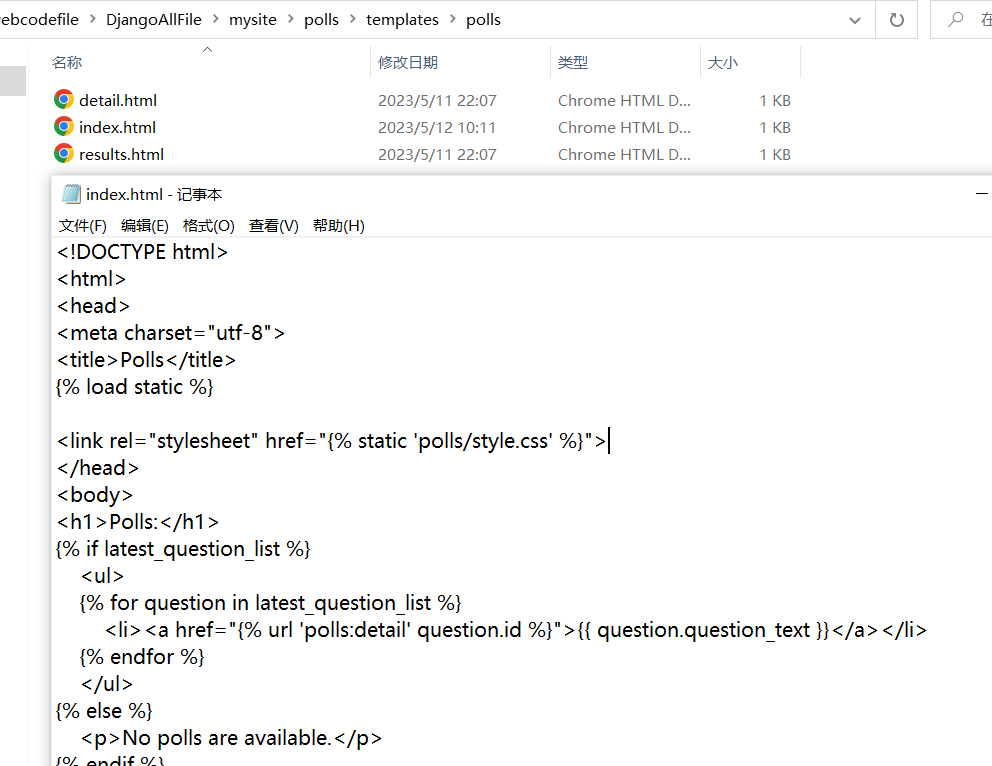 ebcodefile > DjangoAllFile > mysite > polls > templates > polls
在
名称 修改日期 类型 大小
detail.html 2023/5/11 22:07 Chrome HTML D... 1 KB
index.html 2023/5/12 10:11 Chrome HTML D... 1 KB
results.html 2023/5/11 22:07 Chrome HTML D... 1 KB
index.html - 记事本
文件(F) 编辑(E) 格式(O) 查看(V) 帮助(H)
<!DOCTYPE html>
<html>
<head>
<meta charset="utf-8">
<title>Polls</title>
{% load static %}
<link rel="stylesheet" href="{% static 'polls/style.css' %}">
</head>
<body>
<h1>Polls:</h1>
{% if latest_question_list %}
<ul>
{% for question in latest_question_list %}
<li><a href="{% url 'polls:detail' question.id %}">{{ question.question_text }}</a></li>
{% endfor %}
</ul>
{% else %}
<p>No polls are available.</p>
{% endif %}